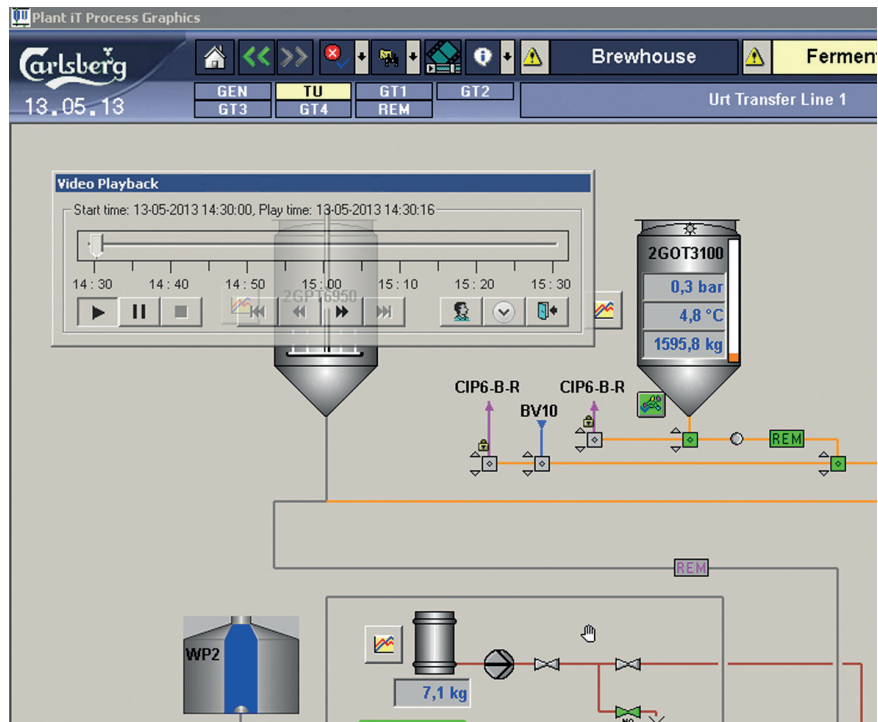 Plant iT Process Graphics
Carlsberg
Brewhouse
Fermen
13.05.13
GEN TU GT1 GT2
GT3 GT4 REM
Urt Transfer Line 1
Video Playback
Start time: 13-05-2013 14:30:00, Play time: 13-05-2013 14:30:16
14:30 14:40 14:50 15:00 15:10 15:20 15:30
2GPT6950
2GOT3100
0,3 bar
4,8 °C
1595,8 kg
CIP6-B-R CIP6-B-R
BV10
REM
REM
WP2
7,1 kg
NO